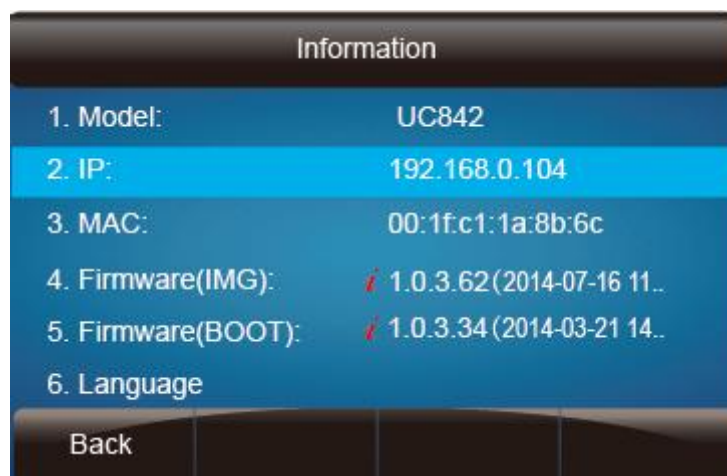 Information
1. Model: UC842
2. IP: 192.168.0.104
3. MAC: 00:1f:c1:1a:8b:6c
4. Firmware(IMG): i 1.0.3.62(2014-07-16 11..
5. Firmware(BOOT): i 1.0.3.34(2014-03-21 14..
6. Language
Back